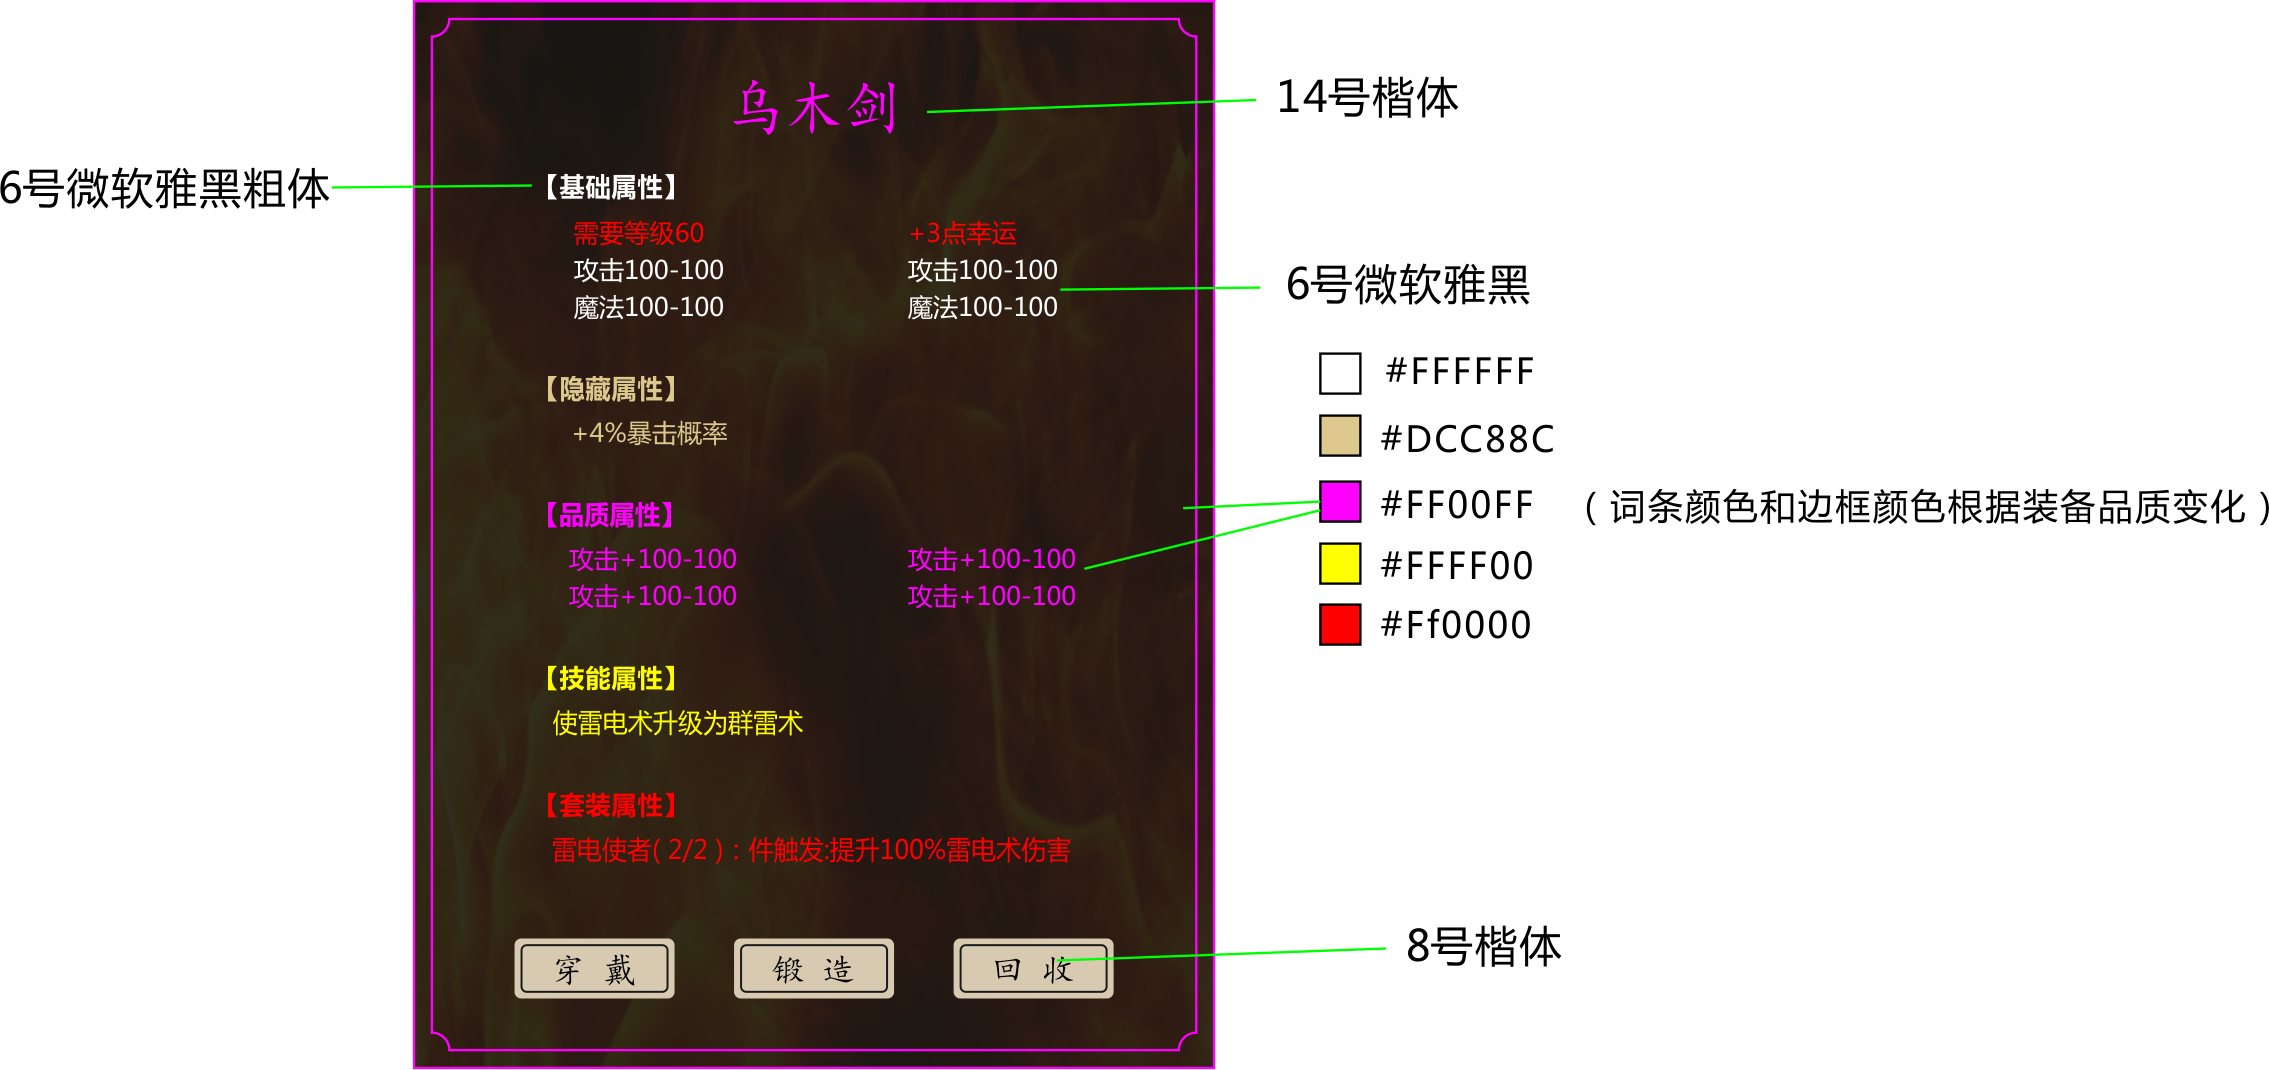 乌木剑
14号楷体
6号微软雅黑粗体
【基础属性】
需要等级60 +3点幸运
攻击100-100 攻击100-100
魔法100-100 魔法100-100
6号微软雅黑
#FFFFFF
【隐藏属性】
#DCC88C
+4%暴击概率
【品质属性】
#FF00FF (词条颜色和边框颜色根据装备品质变化)
攻击+100-100 攻击+100-100
#FFFF00
攻击+100-100 攻击+100-100
#Ff0000
【技能属性】
使雷电术升级为群雷术
【套装属性】
雷电使者(2/2):件触发:提升100%雷电术伤害
8号楷体
穿戴 锻造 回收